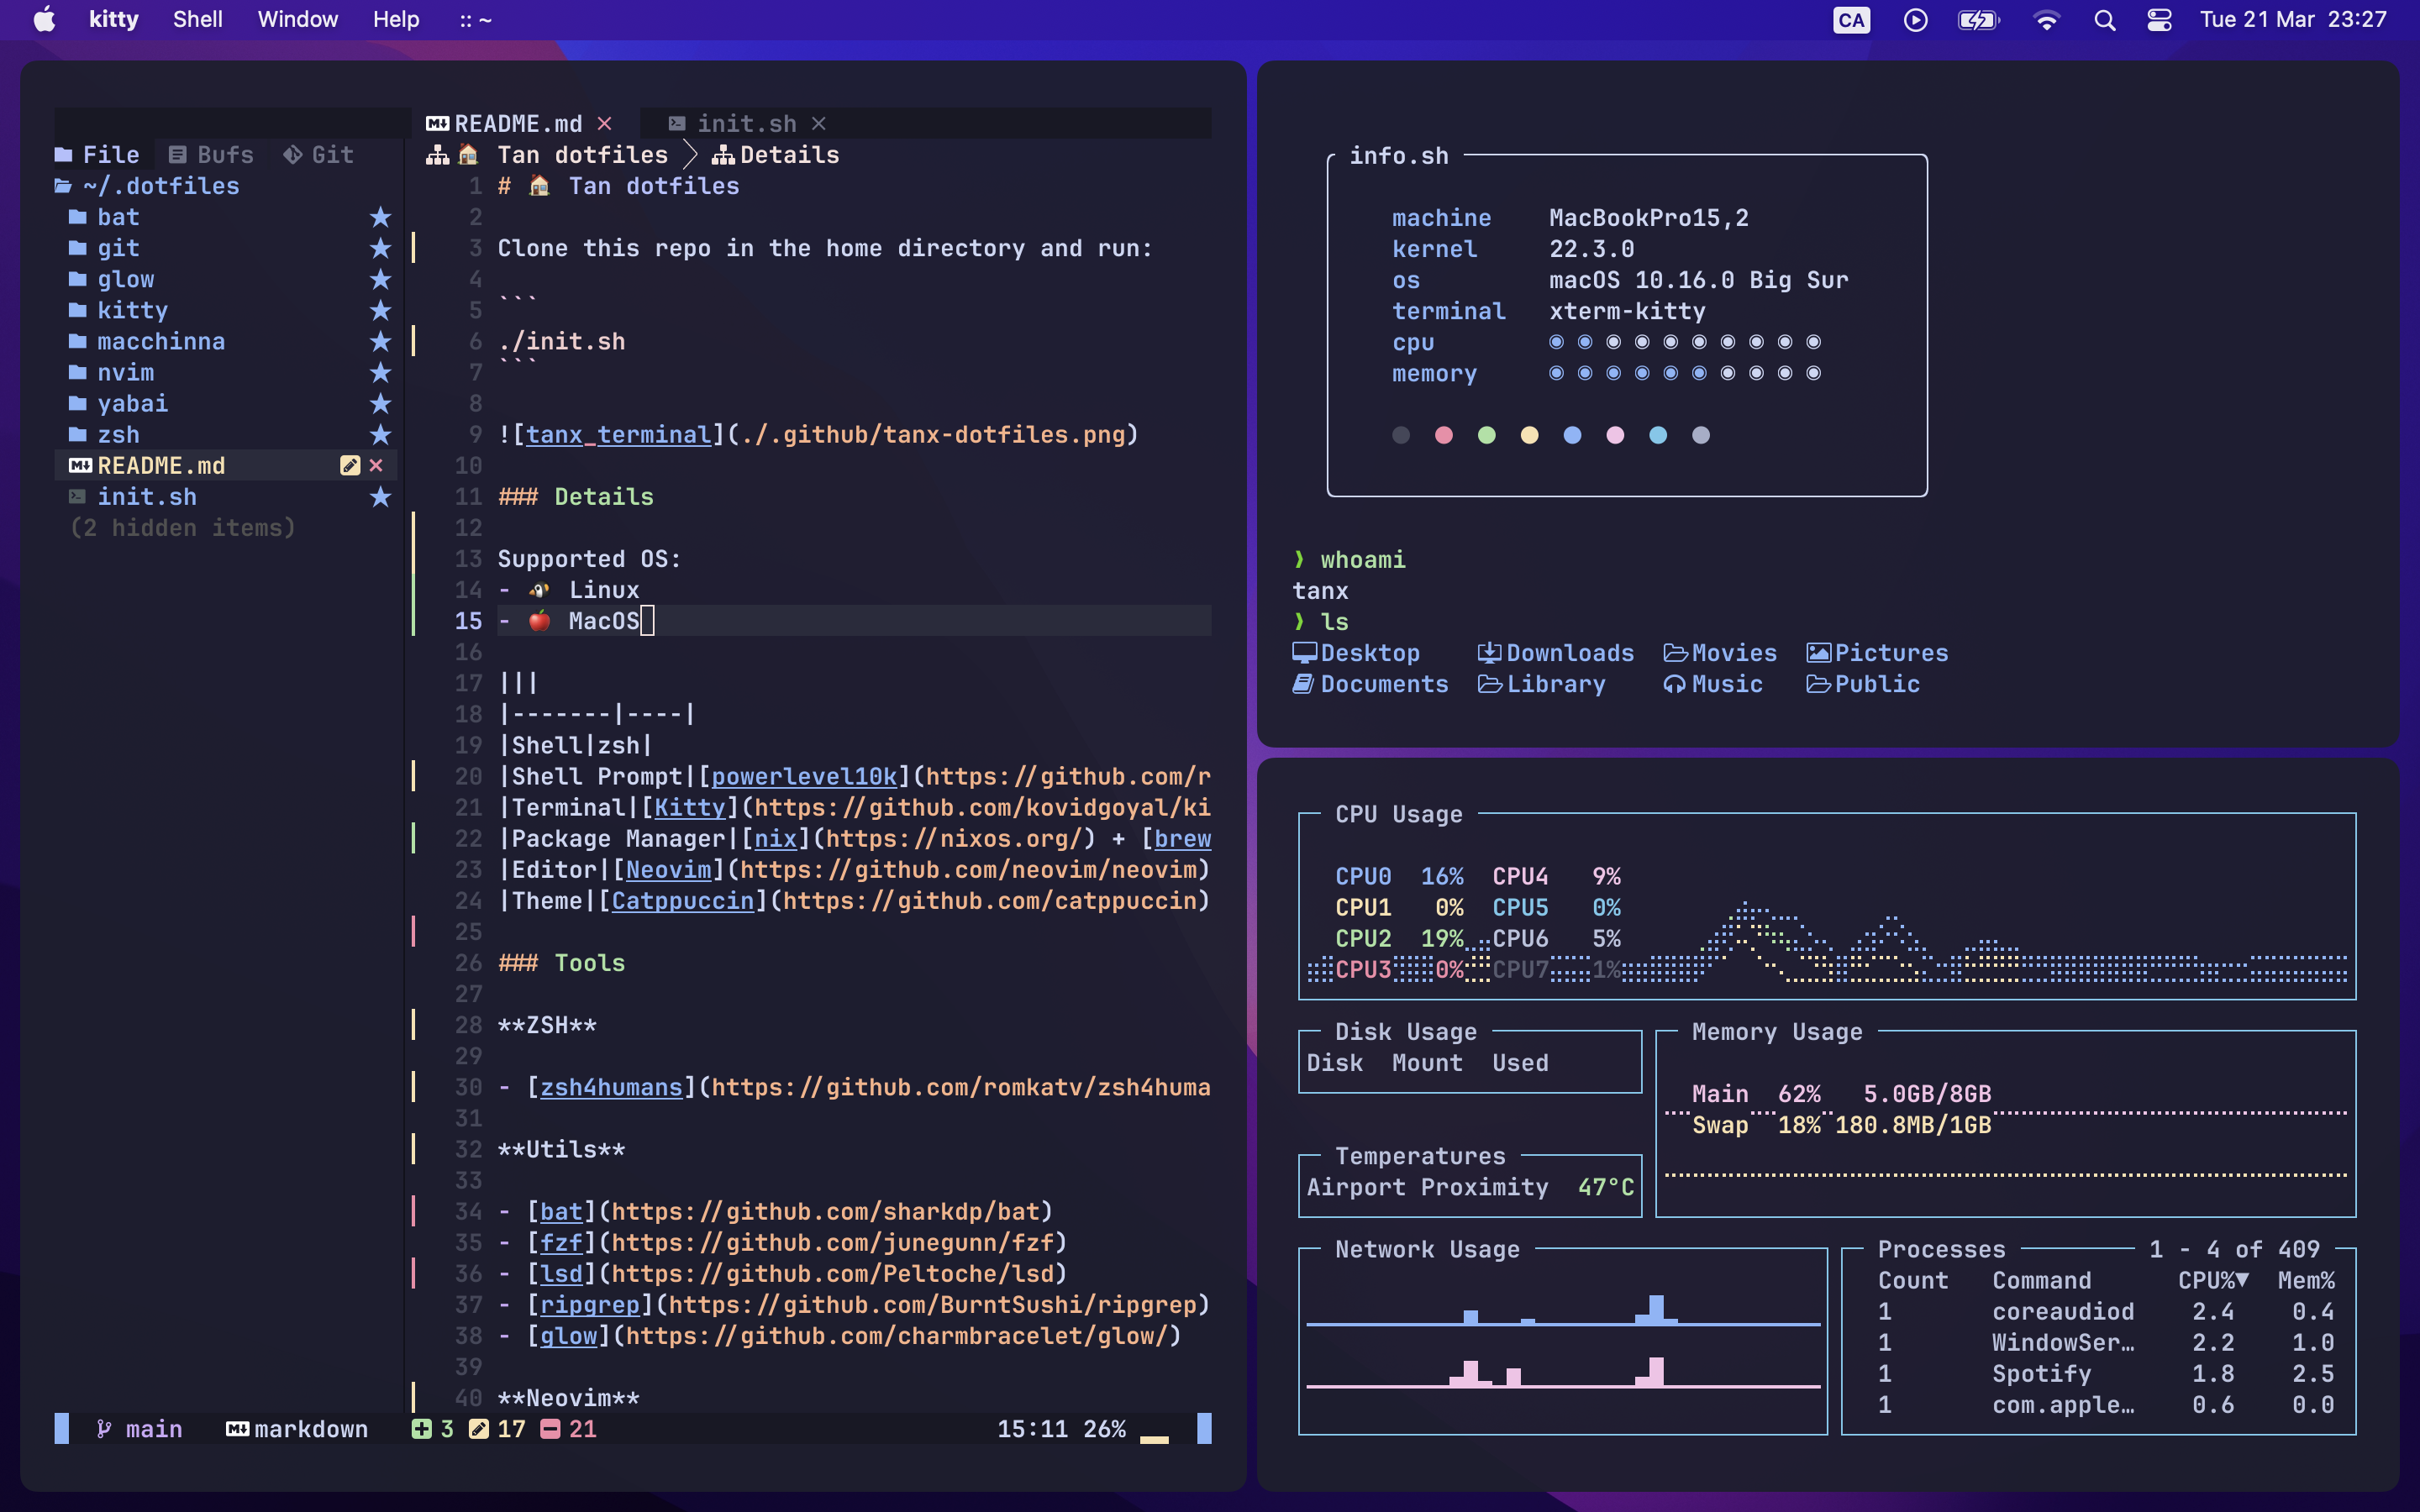 kitty Shell Window Help :: ~ CA Tue 21 Mar 23:27
README.md init.sh
File Bufs Git
~/.dotfiles
bat
git
glow
kitty
macchinna
nvim
yabai
zsh
README.md
init.sh
(2 hidden items)
Tan dotfiles Details
1 # 🏠 Tan dotfiles
2
3 Clone this repo in the home directory and run:
4
5 ```
6 ./init.sh
7 ```
8
9 ![tanx_terminal](./.github/tanx-dotfiles.png)
10
11 ### Details
12
13 Supported OS:
14 - 🐧 Linux
15 - 🍎 MacOS
16
17 |||
18 |-------|----|
19 |Shell|zsh|
20 |Shell Prompt|[powerlevel10k](https://github.com/r
21 |Terminal|[Kitty](https://github.com/kovidgoyal/ki
22 |Package Manager|[nix](https://nixos.org/) + [brew
23 |Editor|[Neovim](https://github.com/neovim/neovim)
24 |Theme|[Catppuccin](https://github.com/catppuccin)
25
26 ### Tools
27
28 **ZSH**
29
30 - [zsh4humans](https://github.com/romkatv/zsh4huma
31
32 **Utils**
33
34 - [bat](https://github.com/sharkdp/bat)
35 - [fzf](https://github.com/junegunn/fzf)
36 - [lsd](https://github.com/Peltoche/lsd)
37 - [ripgrep](https://github.com/BurntSushi/ripgrep)
38 - [glow](https://github.com/charmbracelet/glow/)
39
40 **Neovim**
main markdown 3 17 21 15:11 26%
info.sh
machine MacBookPro15,2
kernel 22.3.0
os macOS 10.16.0 Big Sur
terminal xterm-kitty
cpu
memory
❯ whoami
tanx
❯ ls
Desktop Downloads Movies Pictures
Documents Library Music Public
CPU Usage
CPU0 16% CPU4 9%
CPU1 0% CPU5 0%
CPU2 19% CPU6 5%
CPU3 0% CPU7 1%
Disk Usage
Disk Mount Used
Memory Usage
Main 62% 5.0GB/8GB
Swap 18% 180.8MB/1GB
Temperatures
Airport Proximity 47°C
Network Usage
Processes 1 - 4 of 409
Count Command CPU%▼ Mem%
1 coreaudiod 2.4 0.4
1 WindowSer… 2.2 1.0
1 Spotify 1.8 2.5
1 com.apple… 0.6 0.0